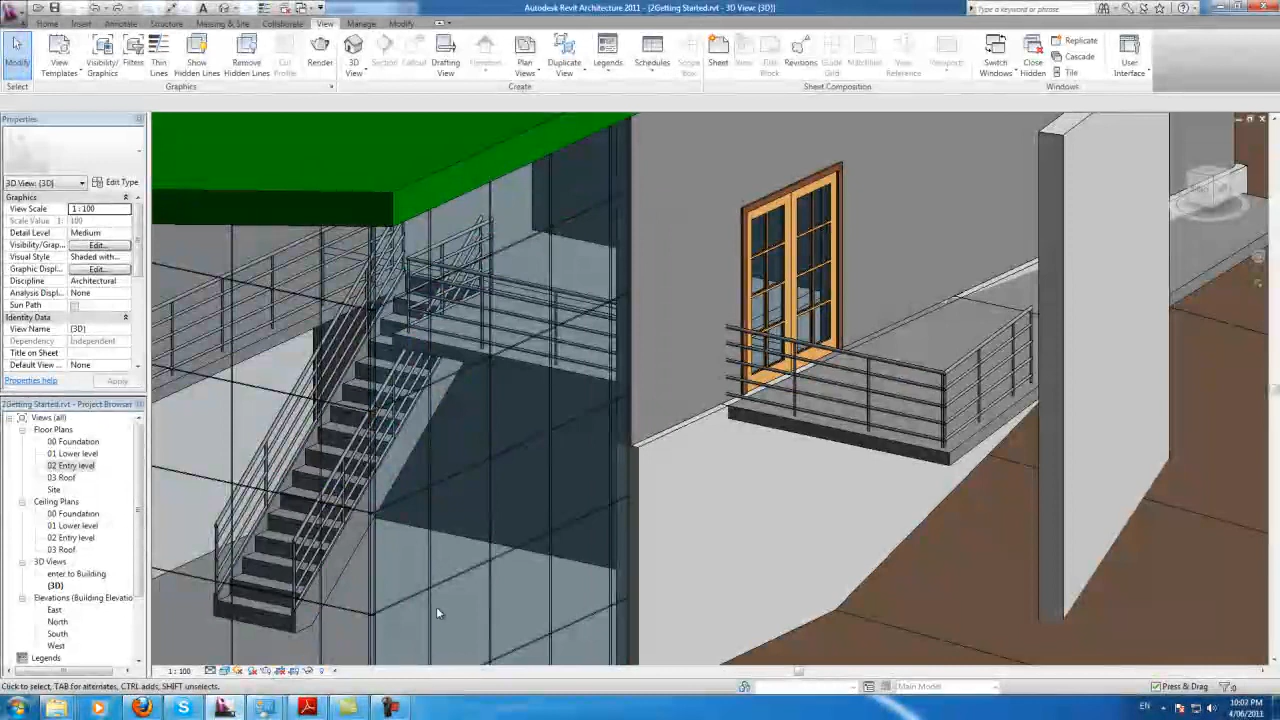 Autodesk Revit Architecture 2011 - [2Getting Started.rvt - 3D View: {3D}]
Type a keyword or phrase
Home Insert Annotate Structure Massing & Site Collaborate View Manage Modify
Modify View Templates Visibility/ Graphics Filters Thin Lines Show Hidden Lines Remove Hidden Lines Cut Profile Render 3D View Section Callout Drafting View Elevation Plan Views Duplicate View Legends Schedules Scope Box Sheet View Title Block Revisions Guide Grid Matchline View Reference Viewports Switch Windows Close Hidden Replicate Cascade Tile User Interface
Select Graphics Create Sheet Composition Windows
Properties
3D View: {3D} Edit Type
Graphics
View Scale 1 : 100
Scale Value 1: 100
Detail Level Medium
Visibility/Grap... Edit...
Visual Style Shaded with...
Graphic Displ... Edit...
Discipline Architectural
Analysis Displ... None
Sun Path
Identity Data
View Name {3D}
Dependency Independent
Title on Sheet
Default View ... None
Properties help Apply
2Getting Started.rvt - Project Browser
Views (all)
Floor Plans
00 Foundation
01 Lower level
02 Entry level
03 Roof
Site
Ceiling Plans
00 Foundation
01 Lower level
02 Entry level
03 Roof
3D Views
enter to Building
{3D}
Elevations (Building Elevatio
East
North
South
West
Legends
1 : 100
Click to select, TAB for alternates, CTRL adds, SHIFT unselects.
Main Model
Press & Drag
:0
EN
10:02 PM
4/06/2011